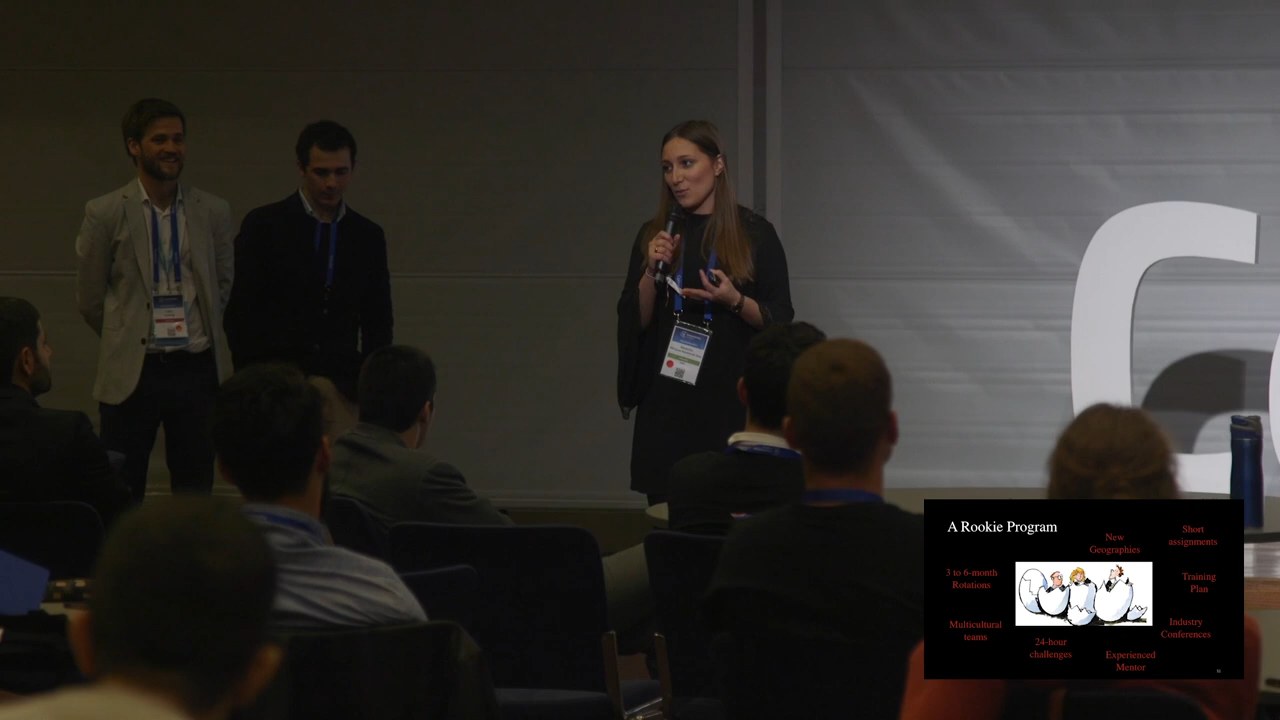 A Rookie Program
New
Geographies
Short
assignments
3 to 6-month
Rotations
Training
Plan
Multicultural
teams
Industry
Conferences
24-hour
challenges
Experienced
Mentor